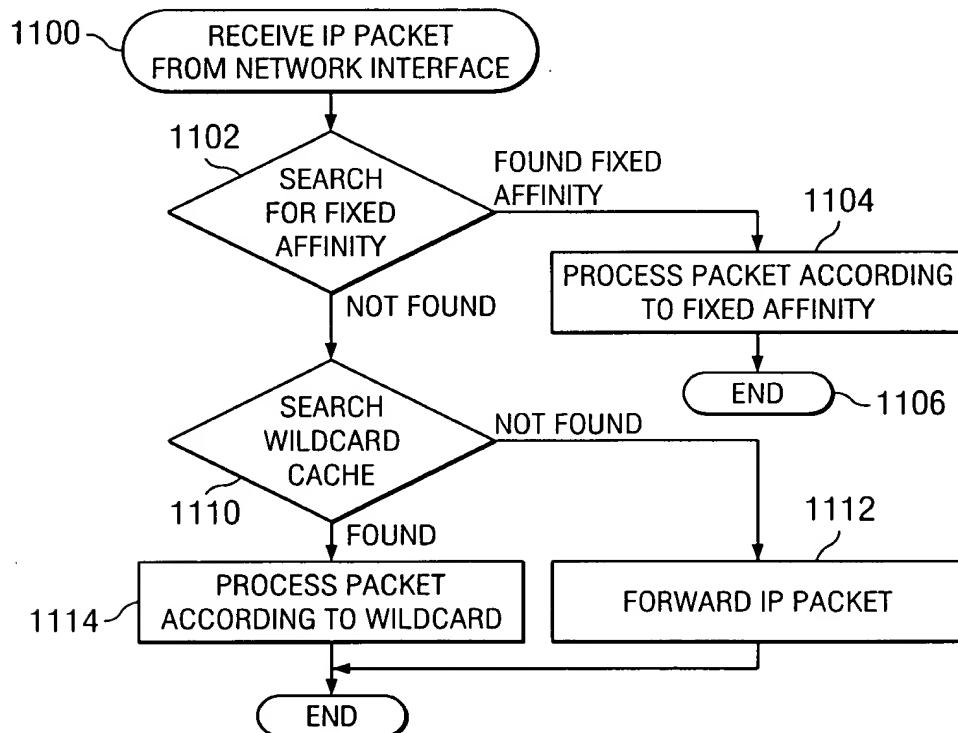 1100
RECEIVE IP PACKET
FROM NETWORK INTERFACE
1102
SEARCH
FOR FIXED
AFFINITY
FOUND FIXED
AFFINITY
1104
PROCESS PACKET ACCORDING
TO FIXED AFFINITY
NOT FOUND
END
1106
SEARCH
WILDCARD
CACHE
NOT FOUND
1110
FOUND
1112
PROCESS PACKET
ACCORDING TO WILDCARD
1114
FORWARD IP PACKET
END